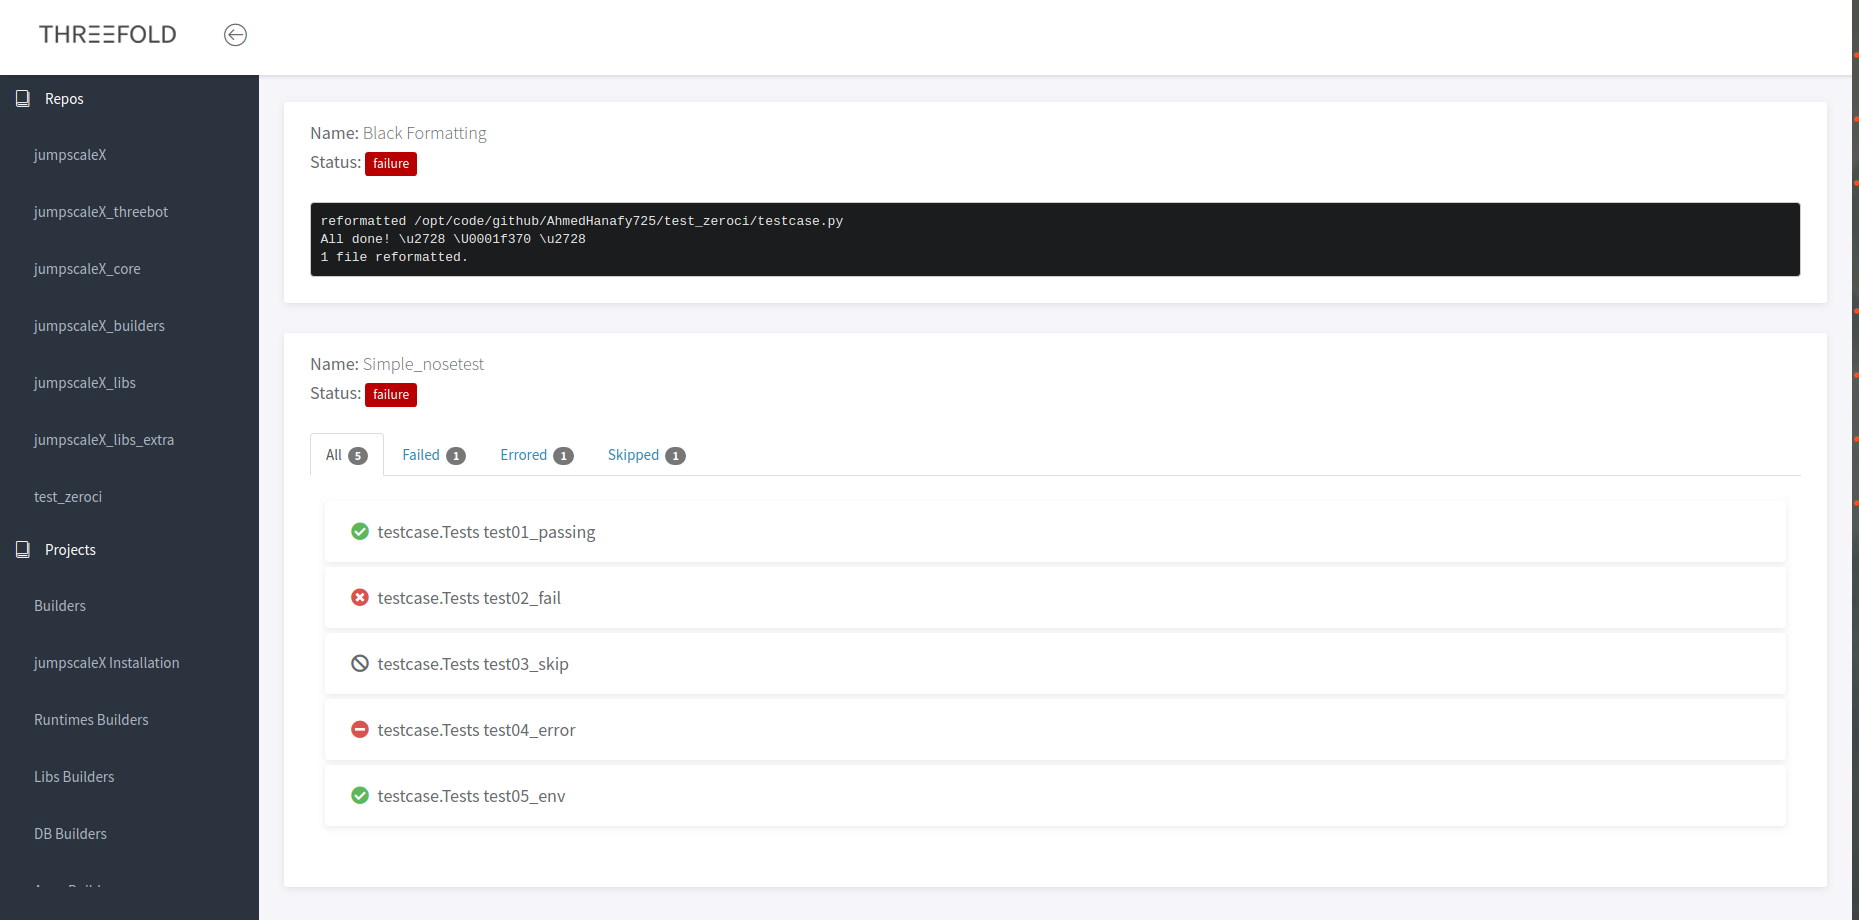 THREEFOLD
Repos
jumpscaleX
jumpscaleX_threebot
jumpscaleX_core
jumpscaleX_builders
jumpscaleX_libs
jumpscaleX_libs_extra
test_zeroci
Projects
Builders
jumpscaleX Installation
Runtimes Builders
Libs Builders
DB Builders
Name: Black Formatting
Status: failure
reformatted /opt/code/github/AhmedHanafy725/test_zeroci/testcase.py
All done! \u2728 \U0001f370 \u2728
1 file reformatted.
Name: Simple_nosetest
Status: failure
All 5 Failed 1 Errored 1 Skipped 1
testcase.Tests test01_passing
testcase.Tests test02_fail
testcase.Tests test03_skip
testcase.Tests test04_error
testcase.Tests test05_env